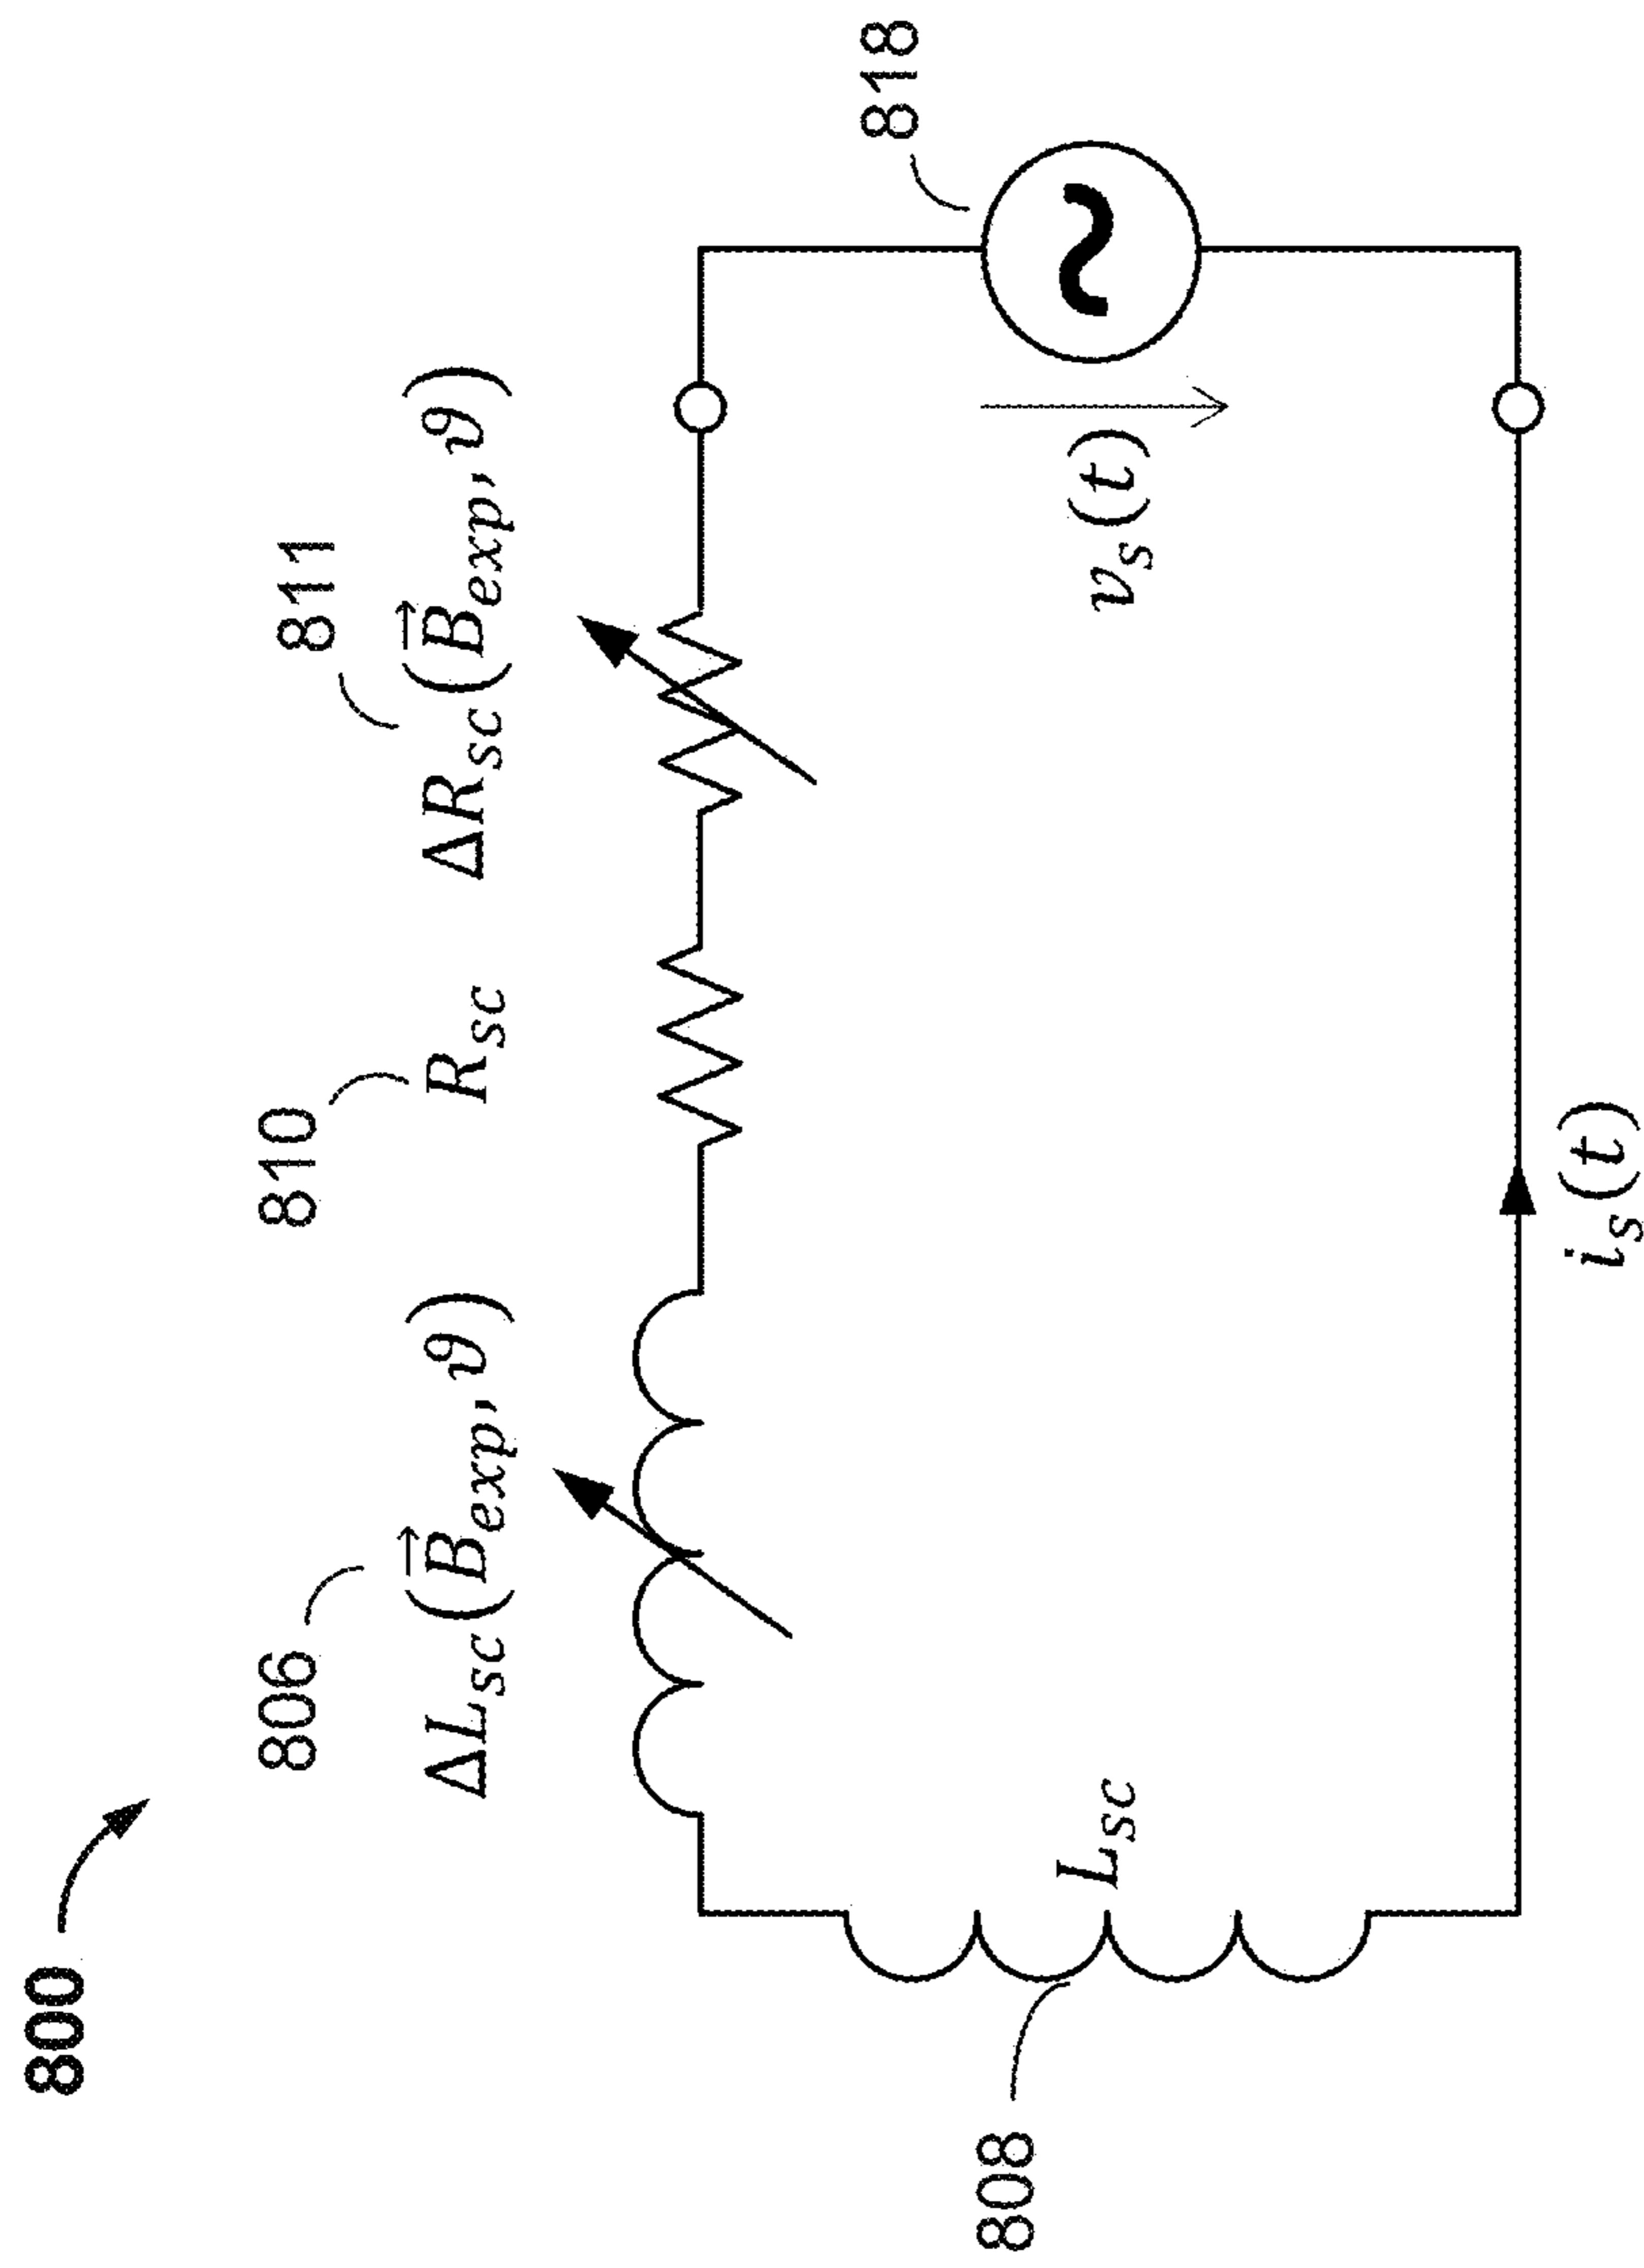 800
806
810
811
ΔL_sc(B⃗_exp, ϑ)
R_sc
ΔR_sc(B⃗_exp, ϑ)
818
808
L_sc
v_s(t)
i_s(t)